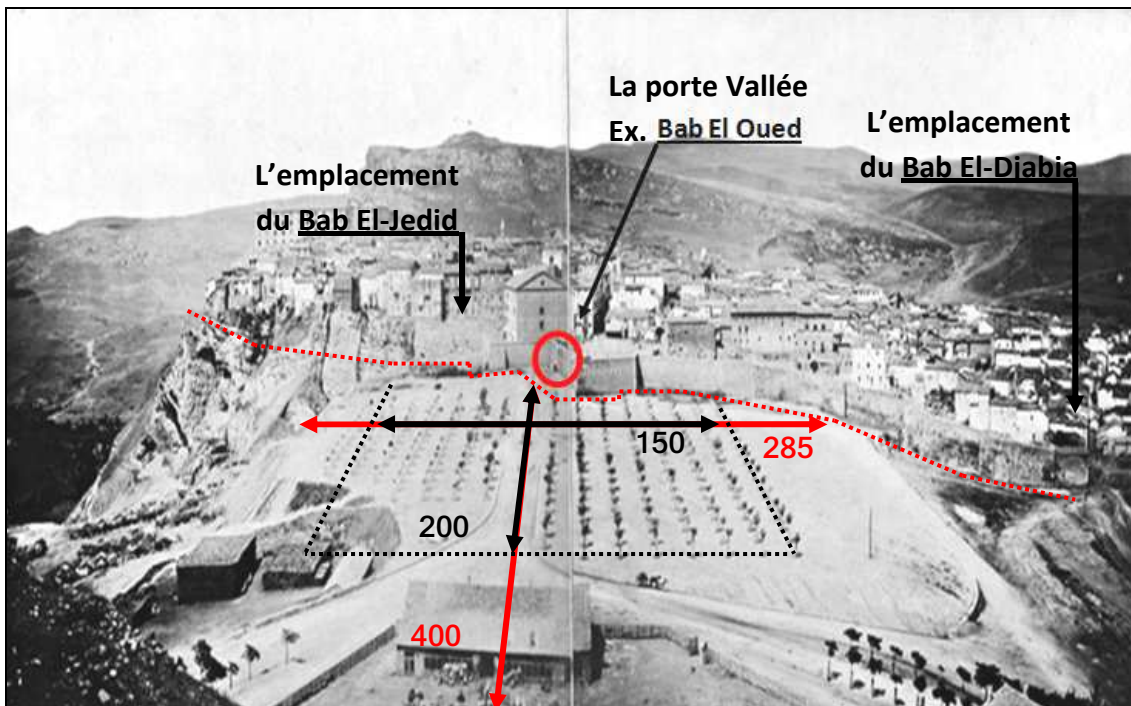 La porte Vallée
Ex. Bab El Oued
L'emplacement
du Bab El-Djabia
L'emplacement
du Bab El-Jedid
150
285
200
400